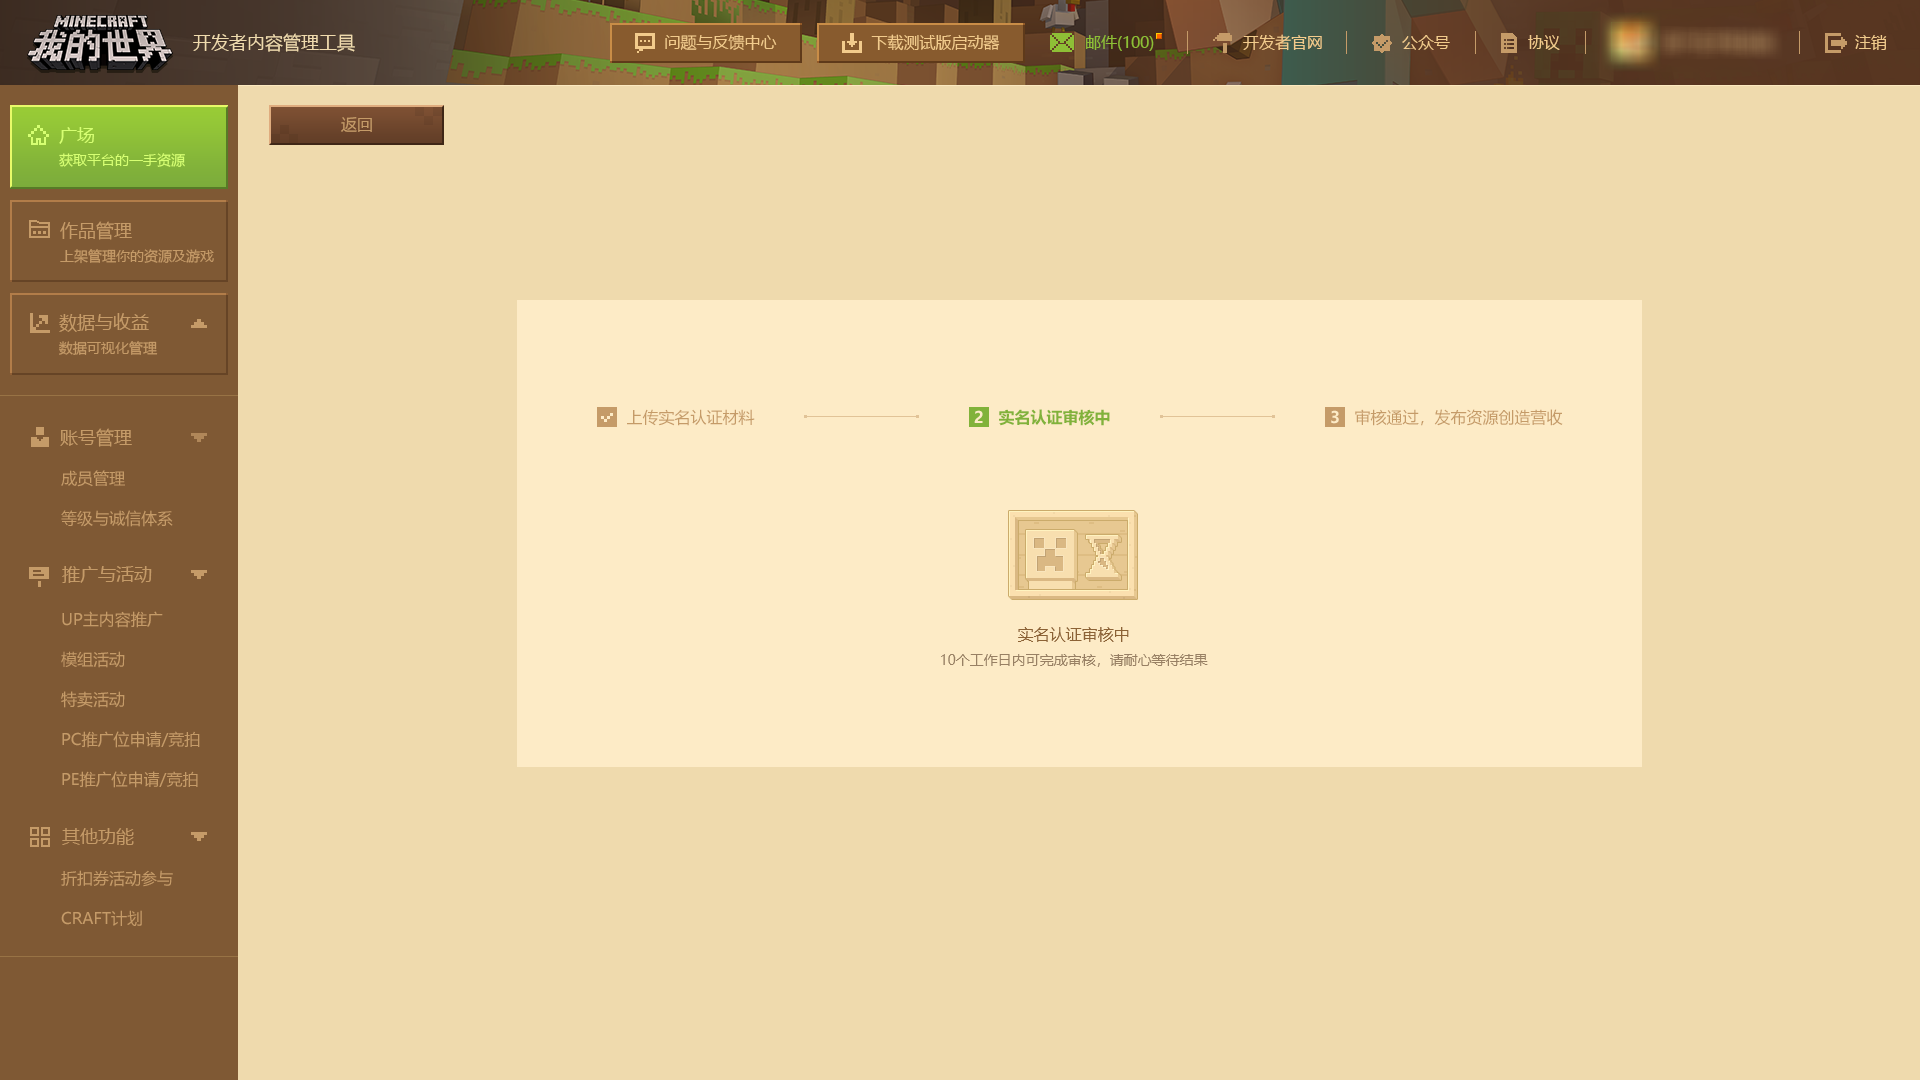 MINECRAFT
我的世界
开发者内容管理工具
问题与反馈中心
下载测试版启动器
邮件(100)
开发者官网
公众号
协议
注销
广场
获取平台的一手资源
作品管理
上架管理你的资源及游戏
数据与收益
数据可视化管理
账号管理
成员管理
等级与诚信体系
推广与活动
UP主内容推广
模组活动
特卖活动
PC推广位申请/竞拍
PE推广位申请/竞拍
其他功能
折扣券活动参与
CRAFT计划
返回
上传实名认证材料
2 实名认证审核中
3 审核通过，发布资源创造营收
实名认证审核中
10个工作日内可完成审核，请耐心等待结果